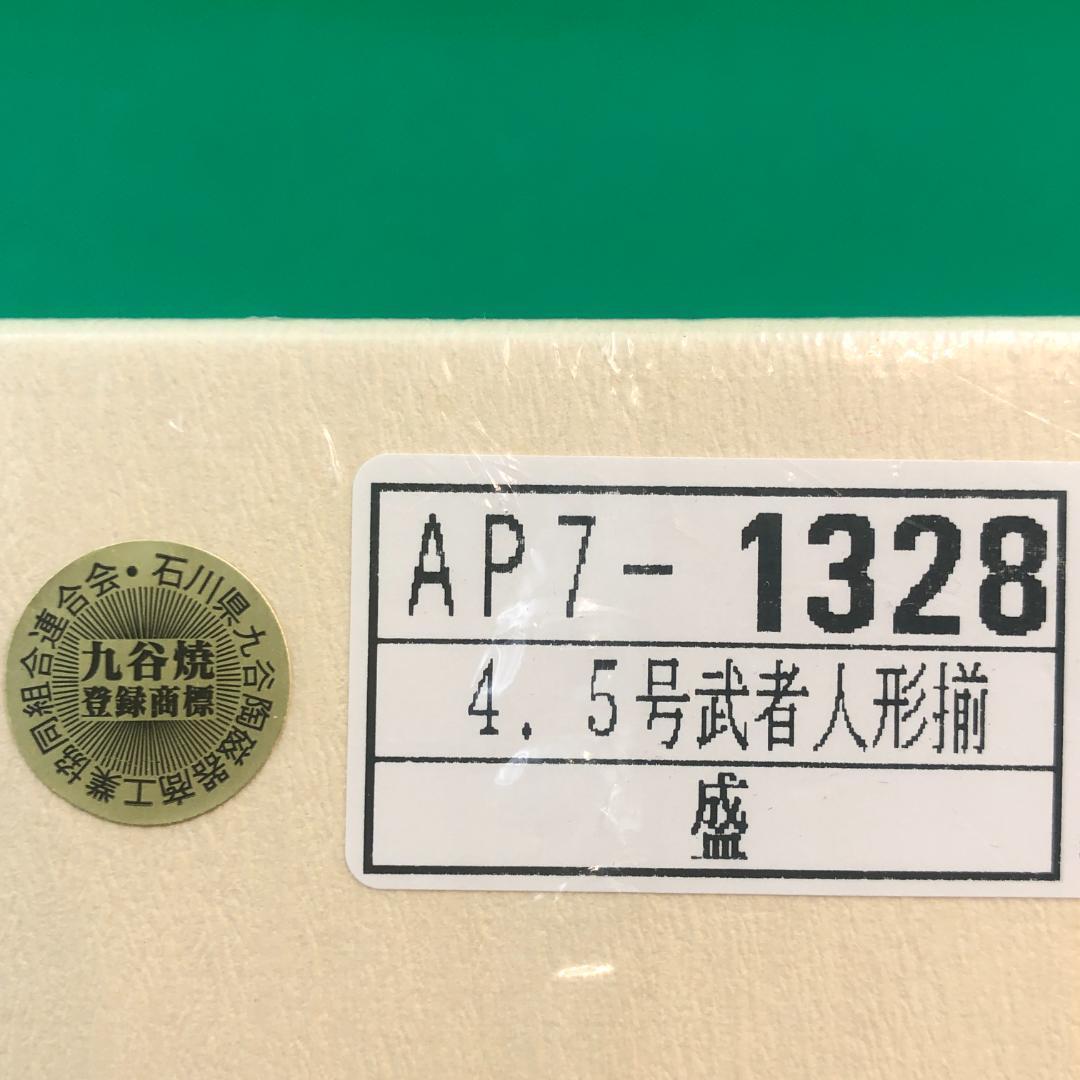 AP7-1328
4.5号武者人形揃
盛
石川県九谷陶磁器商工業協同組合連合会・
九谷焼
登録商標